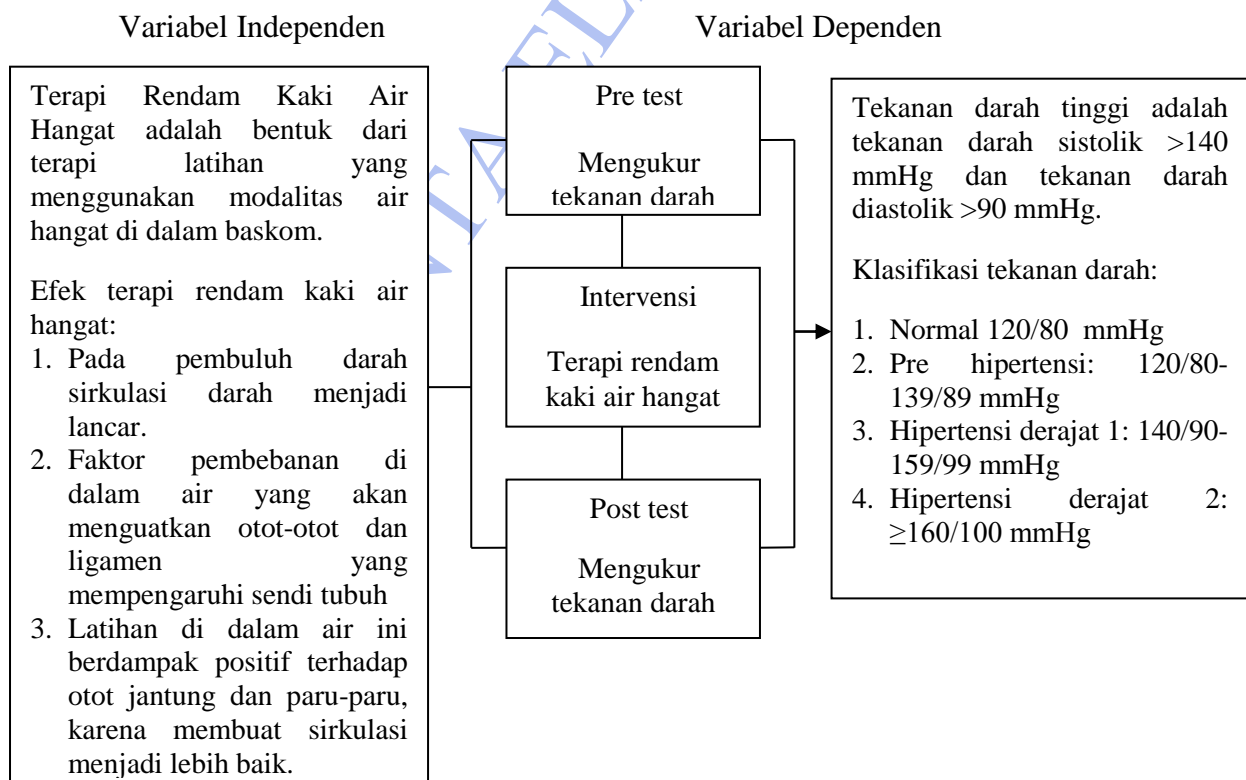 Variabel Independen
Variabel Dependen
Terapi Rendam Kaki Air
Hangat adalah bentuk dari
terapi latihan yang
menggunakan modalitas air
hangat di dalam baskom.
Efek terapi rendam kaki air
hangat:
1. Pada pembuluh darah
sirkulasi darah menjadi
lancar.
2. Faktor pembebanan di
dalam air yang akan
menguatkan otot-otot dan
ligamen yang
mempengaruhi sendi tubuh
3. Latihan di dalam air ini
berdampak positif terhadap
otot jantung dan paru-paru,
karena membuat sirkulasi
menjadi lebih baik.
Pre test
Mengukur
tekanan darah
Intervensi
Terapi rendam
kaki air hangat
Post test
Mengukur
tekanan darah
Tekanan darah tinggi adalah
tekanan darah sistolik >140
mmHg dan tekanan darah
diastolik >90 mmHg.
Klasifikasi tekanan darah:
1. Normal 120/80 mmHg
2. Pre hipertensi: 120/80-
139/89 mmHg
3. Hipertensi derajat 1: 140/90-
159/99 mmHg
4. Hipertensi derajat 2:
≥160/100 mmHg